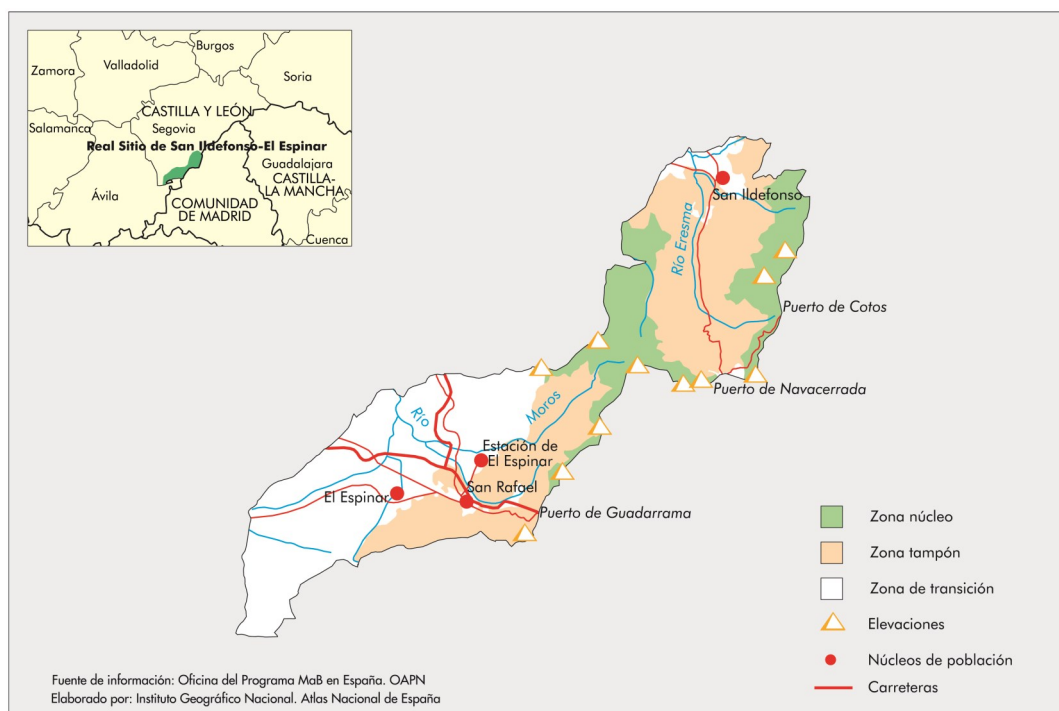 Burgos
Valladolid
Zamora
Soria
CASTILLA Y LEÓN
Salamanca
Segovia
Real Sitio de San Ildefonso-El Espinar
Guadalajara
CASTILLA-
LA MANCHA
Ávila
COMUNIDAD
DE MADRID
Cuenca
San Ildefonso
Río Eresma
Puerto de Cotos
Puerto de Navacerrada
Río
Moros
Estación de
El Espinar
San Rafael
El Espinar
Puerto de Guadarrama
Zona núcleo
Zona tampón
Zona de transición
Elevaciones
Núcleos de población
Carreteras
Fuente de información: Oficina del Programa MaB en España. OAPN
Elaborado por: Instituto Geográfico Nacional. Atlas Nacional de España